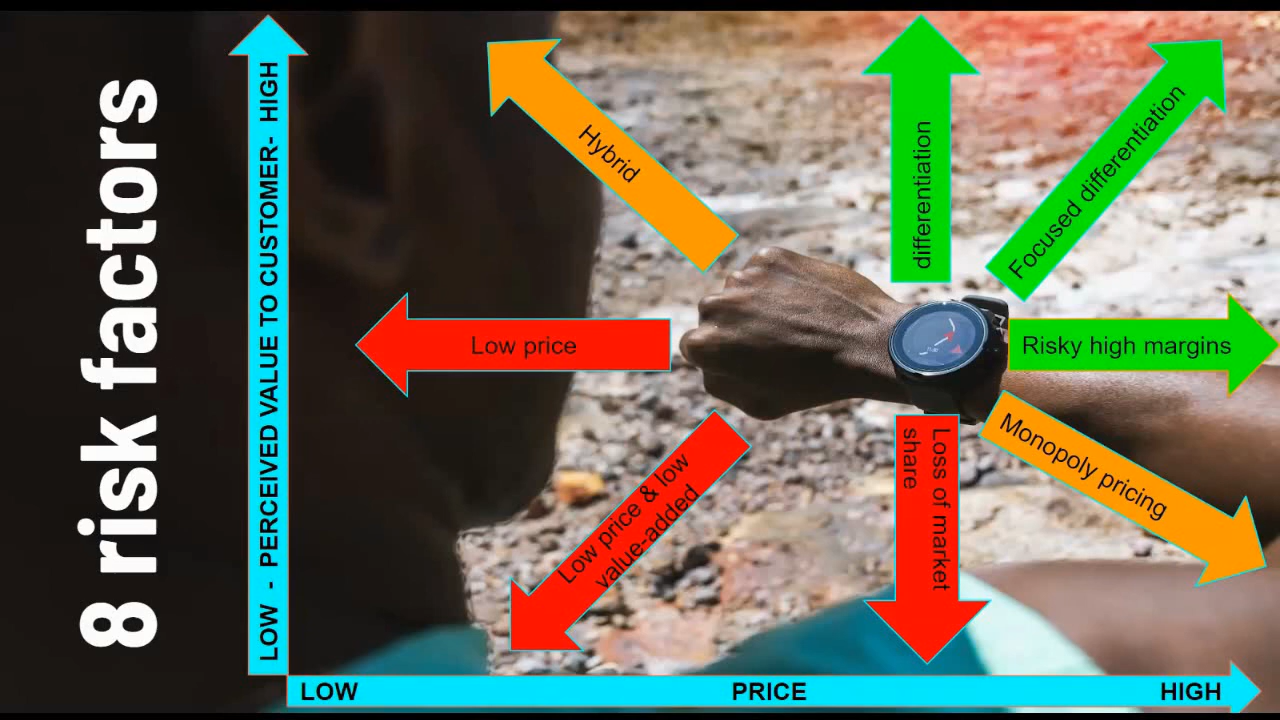 8 risk factors
LOW - PERCEIVED VALUE TO CUSTOMER- HIGH
Hybrid
differentiation
Focused differentiation
Low price
Risky high margins
Low price & low
value-added
Loss of market
share
Monopoly pricing
LOW PRICE HIGH